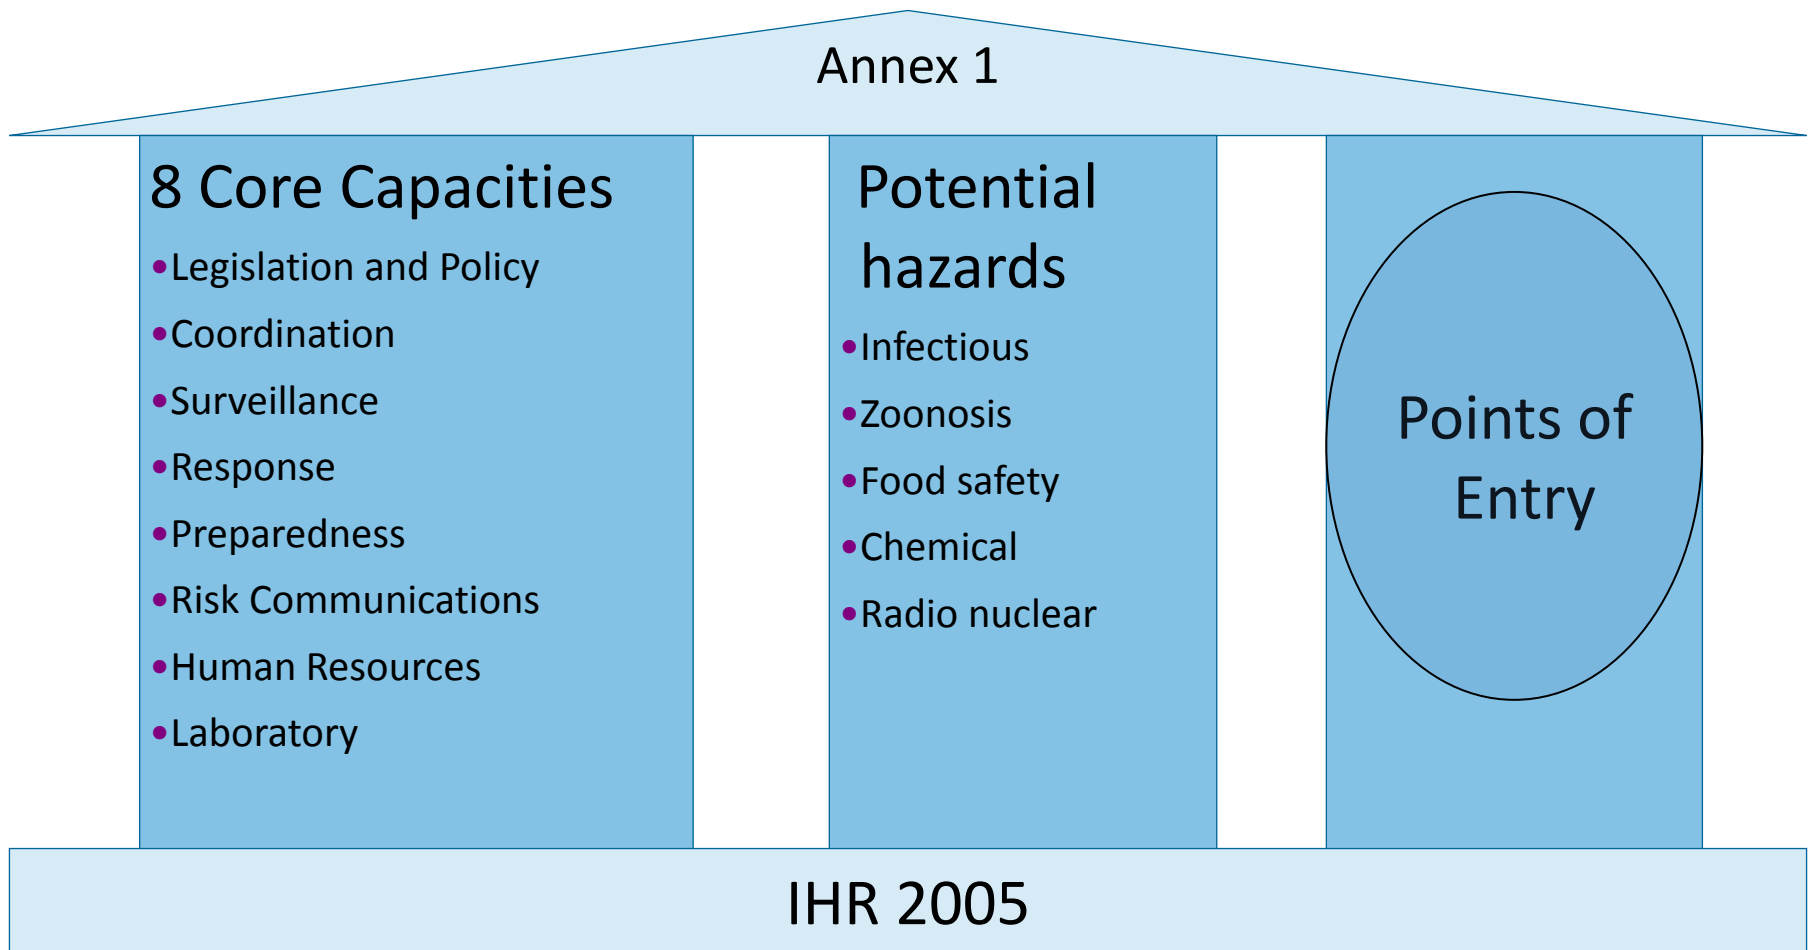 Annex 1
8 Core Capacities
•Legislation and Policy
•Coordination
•Surveillance
•Response
•Preparedness
•Risk Communications
•Human Resources
•Laboratory
Potential
hazards
•Infectious
•Zoonosis
•Food safety
•Chemical
•Radio nuclear
Points of
Entry
IHR 2005